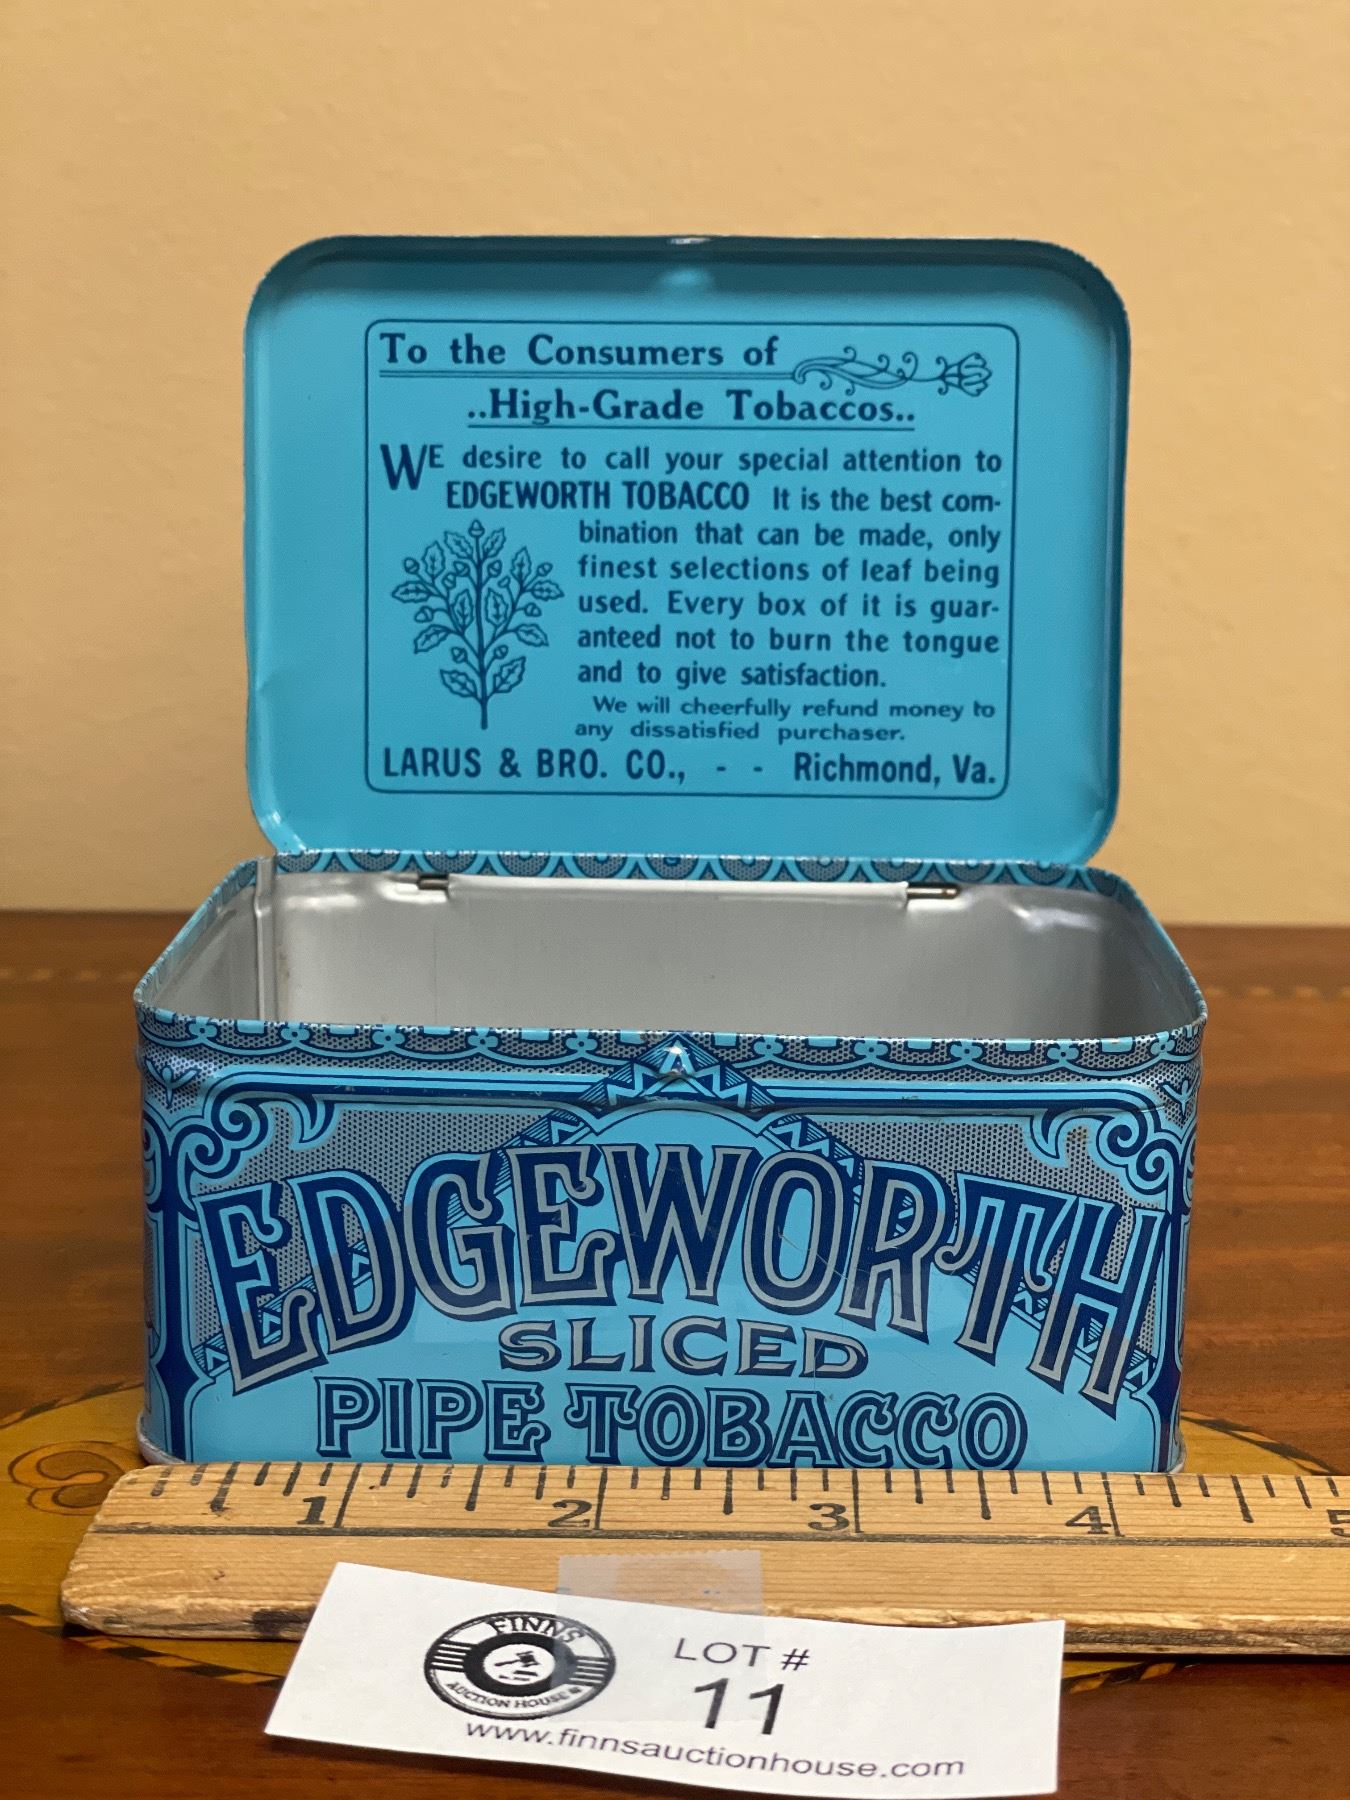 To the Consumers of
..High-Grade Tobaccos..
WE desire to call your special attention to
EDGEWORTH TOBACCO It is the best com-
bination that can be made, only
finest selections of leaf being
used. Every box of it is guar-
anteed not to burn the tongue
and to give satisfaction.
We will cheerfully refund money to
any dissatisfied purchaser.
LARUS & BRO. CO., - - Richmond, Va.
EDGEWORTH
SLICED
PIPE TOBACCO
1 2 3 4 5
FINNS
AUCTION HOUSE
LOT #
11
www.finnsauctionhouse.com